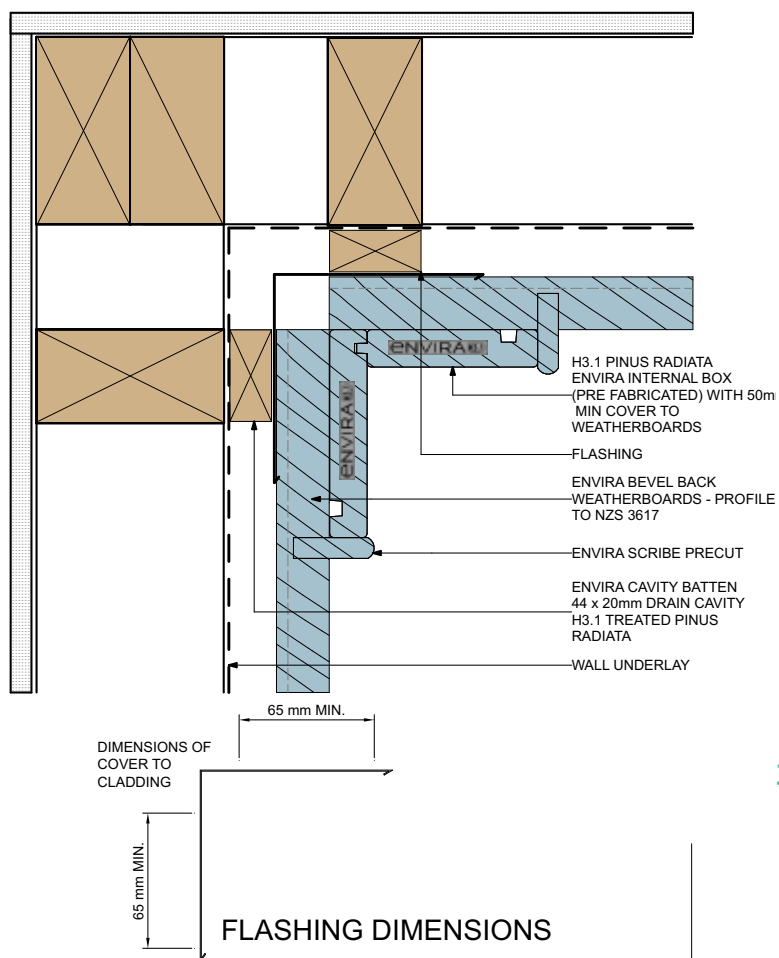 ENVIRA
ENVIRA
H3.1 PINUS RADIATA
ENVIRA INTERNAL BOX
(PRE FABRICATED) WITH 50m
MIN COVER TO
WEATHERBOARDS
FLASHING
ENVIRA BEVEL BACK
WEATHERBOARDS - PROFILE
TO NZS 3617
ENVIRA SCRIBE PRECUT
ENVIRA CAVITY BATTEN
44 x 20mm DRAIN CAVITY
H3.1 TREATED PINUS
RADIATA
WALL UNDERLAY
65 mm MIN.
DIMENSIONS OF
COVER TO
CLADDING
65 mm MIN.
FLASHING DIMENSIONS